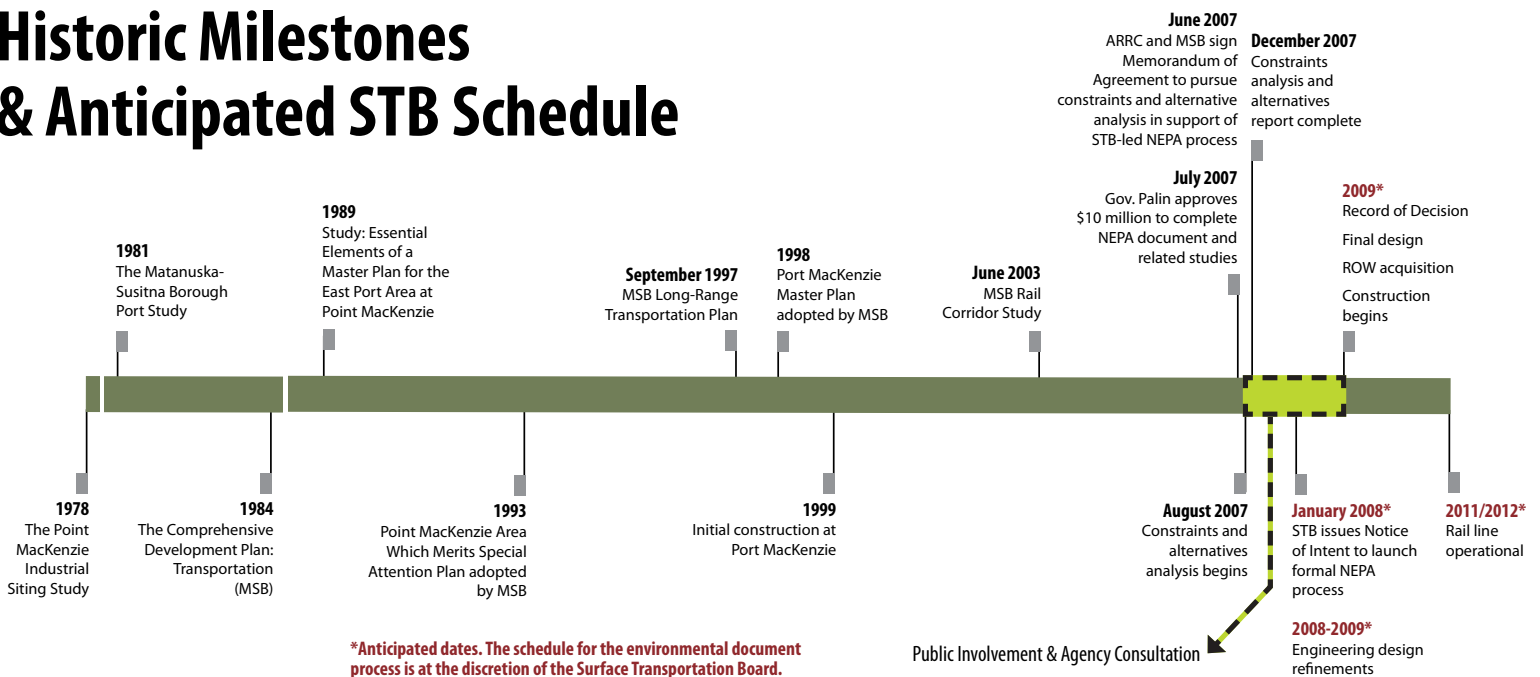 Historic Milestones
& Anticipated STB Schedule
1978
The Point
MacKenzie
Industrial
Siting Study
1981
The Matanuska-
Susitna Borough
Port Study
1984
The Comprehensive
Development Plan:
Transportation
(MSB)
1989
Study: Essential
Elements of a
Master Plan for the
East Port Area at
Point MacKenzie
1993
Point MacKenzie Area
Which Merits Special
Attention Plan adopted
by MSB
September 1997
MSB Long-Range
Transportation Plan
1998
Port MacKenzie
Master Plan
adopted by MSB
1999
Initial construction at
Port MacKenzie
June 2003
MSB Rail
Corridor Study
June 2007
ARRC and MSB sign
Memorandum of
Agreement to pursue
constraints and alternative
analysis in support of
STB-led NEPA process
July 2007
Gov. Palin approves
$10 million to complete
NEPA document and
related studies
August 2007
Constraints and
alternatives
analysis begins
December 2007
Constraints
analysis and
alternatives
report complete
January 2008*
STB issues Notice
of Intent to launch
formal NEPA
process
2008-2009*
Engineering design
refinements
2009*
Record of Decision
Final design
ROW acquisition
Construction
begins
2011/2012*
Rail line
operational
Public Involvement & Agency Consultation
*Anticipated dates. The schedule for the environmental document
process is at the discretion of the Surface Transportation Board.